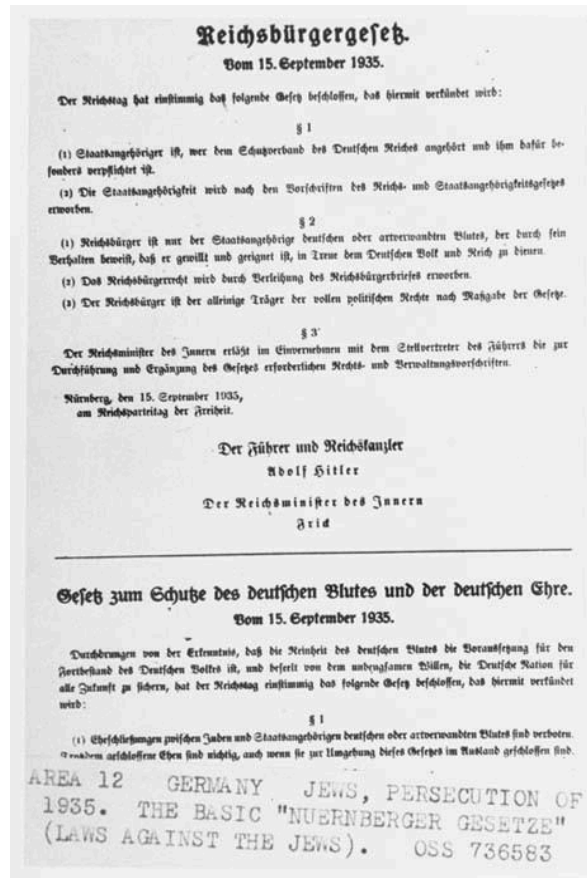 Reichsbürgergesetz.
Vom 15. September 1935.
Der Reichstag hat einstimmig das folgende Gesetz beschlossen, das hiermit verkündet wird:
§ 1
(1) Staatsangehöriger ist, wer dem Schutzverband des Deutschen Reiches angehört und ihm dafür be-
sonders verpflichtet ist.
(2) Die Staatsangehörigkeit wird nach den Vorschriften des Reichs- und Staatsangehörigkeitsgesetzes
erworben.
§ 2
(1) Reichsbürger ist nur der Staatsangehörige deutschen oder artverwandten Blutes, der durch sein
Verhalten beweist, daß er gewillt und geeignet ist, in Treue dem Deutschen Volk und Reich zu dienen.
(2) Das Reichsbürgerrecht wird durch Verleihung des Reichsbürgerbriefes erworben.
(3) Der Reichsbürger ist der alleinige Träger der vollen politischen Rechte nach Maßgabe der Gesetze.
§ 3
Der Reichsminister des Innern erläßt im Einvernehmen mit dem Stellvertreter des Führers die zur
Durchführung und Ergänzung des Gesetzes erforderlichen Rechts- und Verwaltungsvorschriften.
Nürnberg, den 15. September 1935,
am Reichsparteitag der Freiheit.
Der Führer und Reichskanzler
Adolf Hitler
Der Reichsminister des Innern
Frick
Gesetz zum Schutze des deutschen Blutes und der deutschen Ehre.
Vom 15. September 1935.
Durchdrungen von der Erkenntnis, daß die Reinheit des deutschen Blutes die Voraussetzung für den
Fortbestand des Deutschen Volkes ist, und beseelt von dem unbeugsamen Willen, die Deutsche Nation für
alle Zukunft zu sichern, hat der Reichstag einstimmig das folgende Gesetz beschlossen, das hiermit verkündet
wird:
§ 1
(1) Eheschließungen zwischen Juden und Staatsangehörigen deutschen oder artverwandten Blutes sind verboten.
Trotzdem geschlossene Ehen sind nichtig, auch wenn sie zur Umgehung dieses Gesetzes im Ausland geschlossen sind.
AREA 12 GERMANY JEWS, PERSECUTION OF
1935. THE BASIC "NUERNBERGER GESETZE"
(LAWS AGAINST THE JEWS). OSS 736583